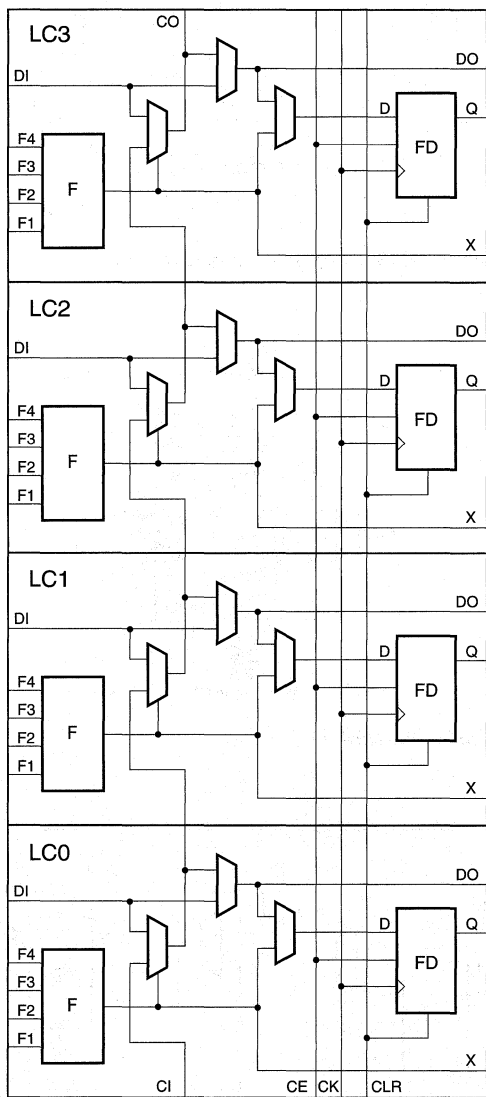 LC3 CO
DI DO
D Q
F4
F3 F FD
F2
F1
X
LC2
DI DO
D Q
F4
F3 F FD
F2
F1
X
LC1
DI DO
D Q
F4
F3 F FD
F2
F1
X
LC0
DI DO
D Q
F4
F3 F FD
F2
F1
X
CI CE CK CLR